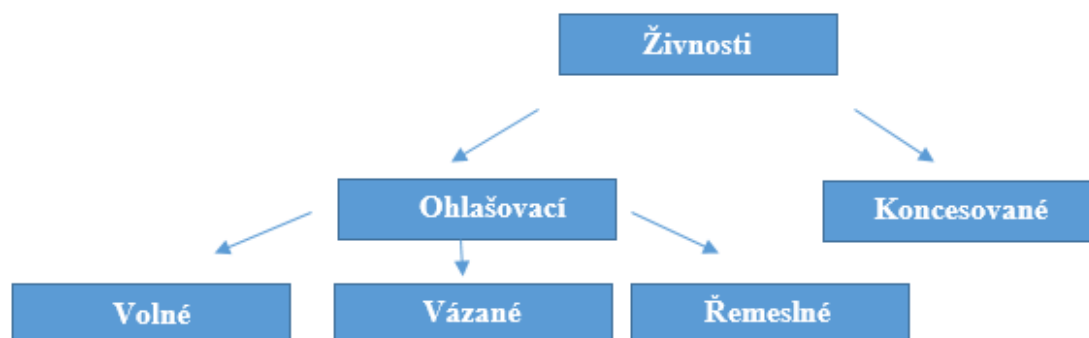 Živnosti
Ohlašovací
Koncesované
Volné
Vázané
Řemeslné